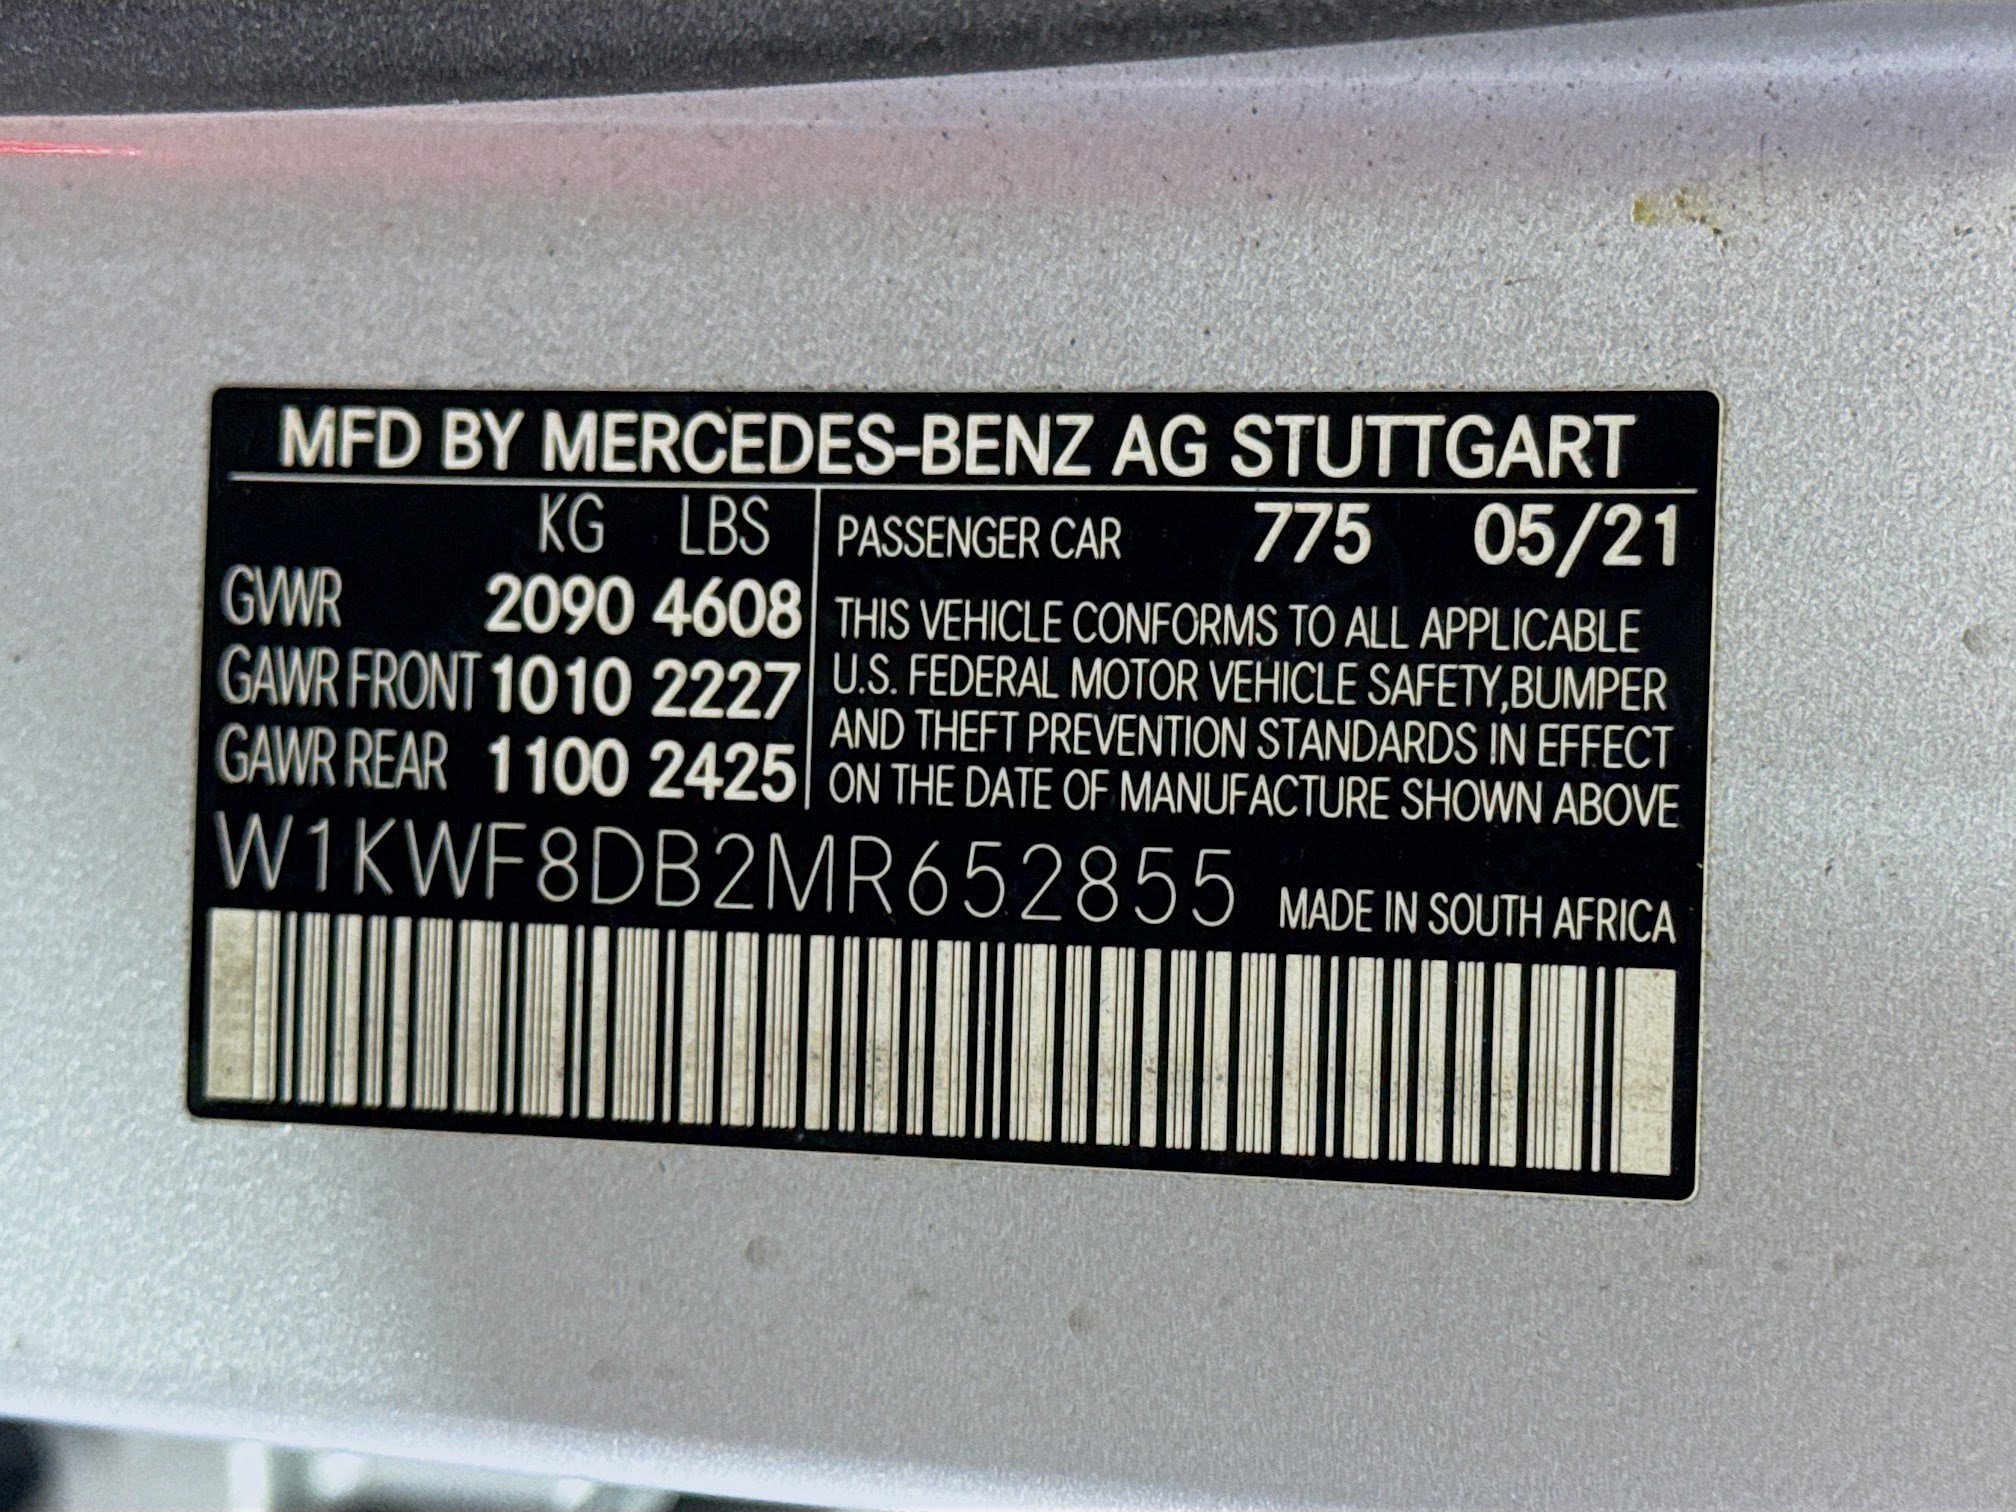 MFD BY MERCEDES-BENZ AG STUTTGART
KG LBS
GVWR 2090 4608
GAWR FRONT 1010 2227
GAWR REAR 1100 2425
PASSENGER CAR 775 05/21
THIS VEHICLE CONFORMS TO ALL APPLICABLE
U.S. FEDERAL MOTOR VEHICLE SAFETY,BUMPER
AND THEFT PREVENTION STANDARDS IN EFFECT
ON THE DATE OF MANUFACTURE SHOWN ABOVE
W1KWF8DB2MR652855
MADE IN SOUTH AFRICA